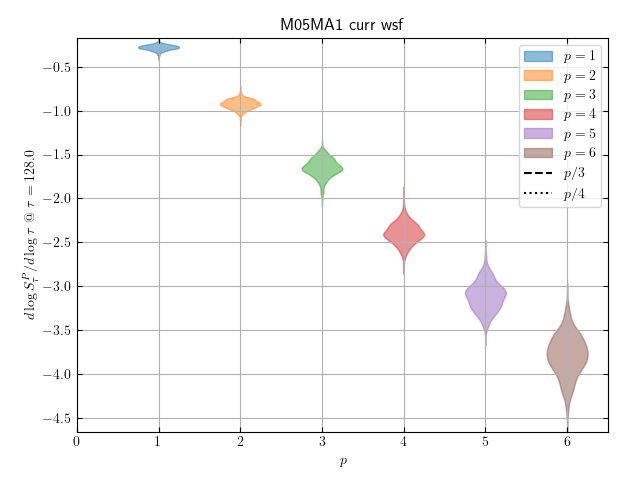 M05MA1 curr wsf
d log S_τ^P / d log τ @ τ = 128.0
−0.5
−1.0
−1.5
−2.0
−2.5
−3.0
−3.5
−4.0
−4.5
0 1 2 3 4 5 6
p
p = 1
p = 2
p = 3
p = 4
p = 5
p = 6
p/3
p/4